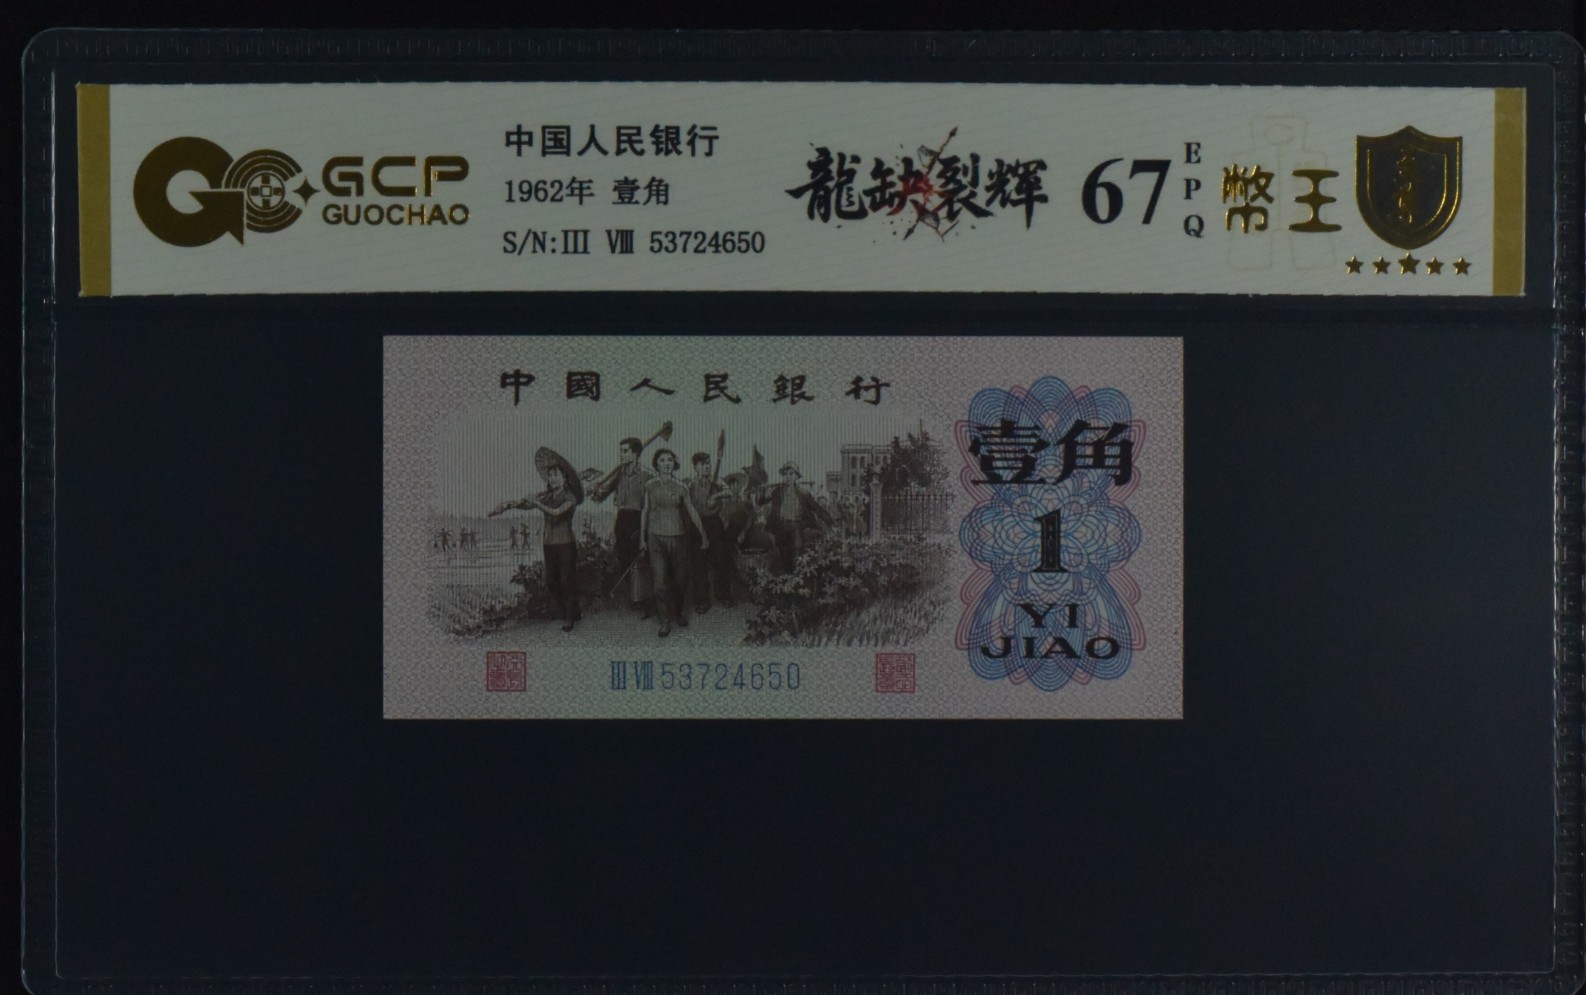 GCP
GUOCHAO
中国人民银行
1962年 壹角
S/N:III VIII 53724650
龍缺裂輝
67
EPQ
幣王
中國人民銀行
壹角
1
YI
JIAO
III VIII 53724650